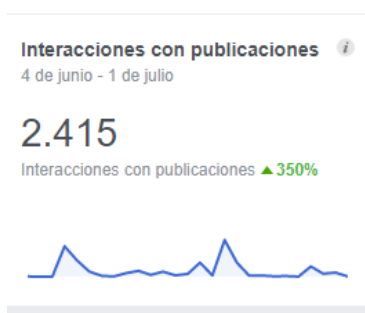 Interacciones con publicaciones i
4 de junio - 1 de julio
2.415
Interacciones con publicaciones ▲ 350%